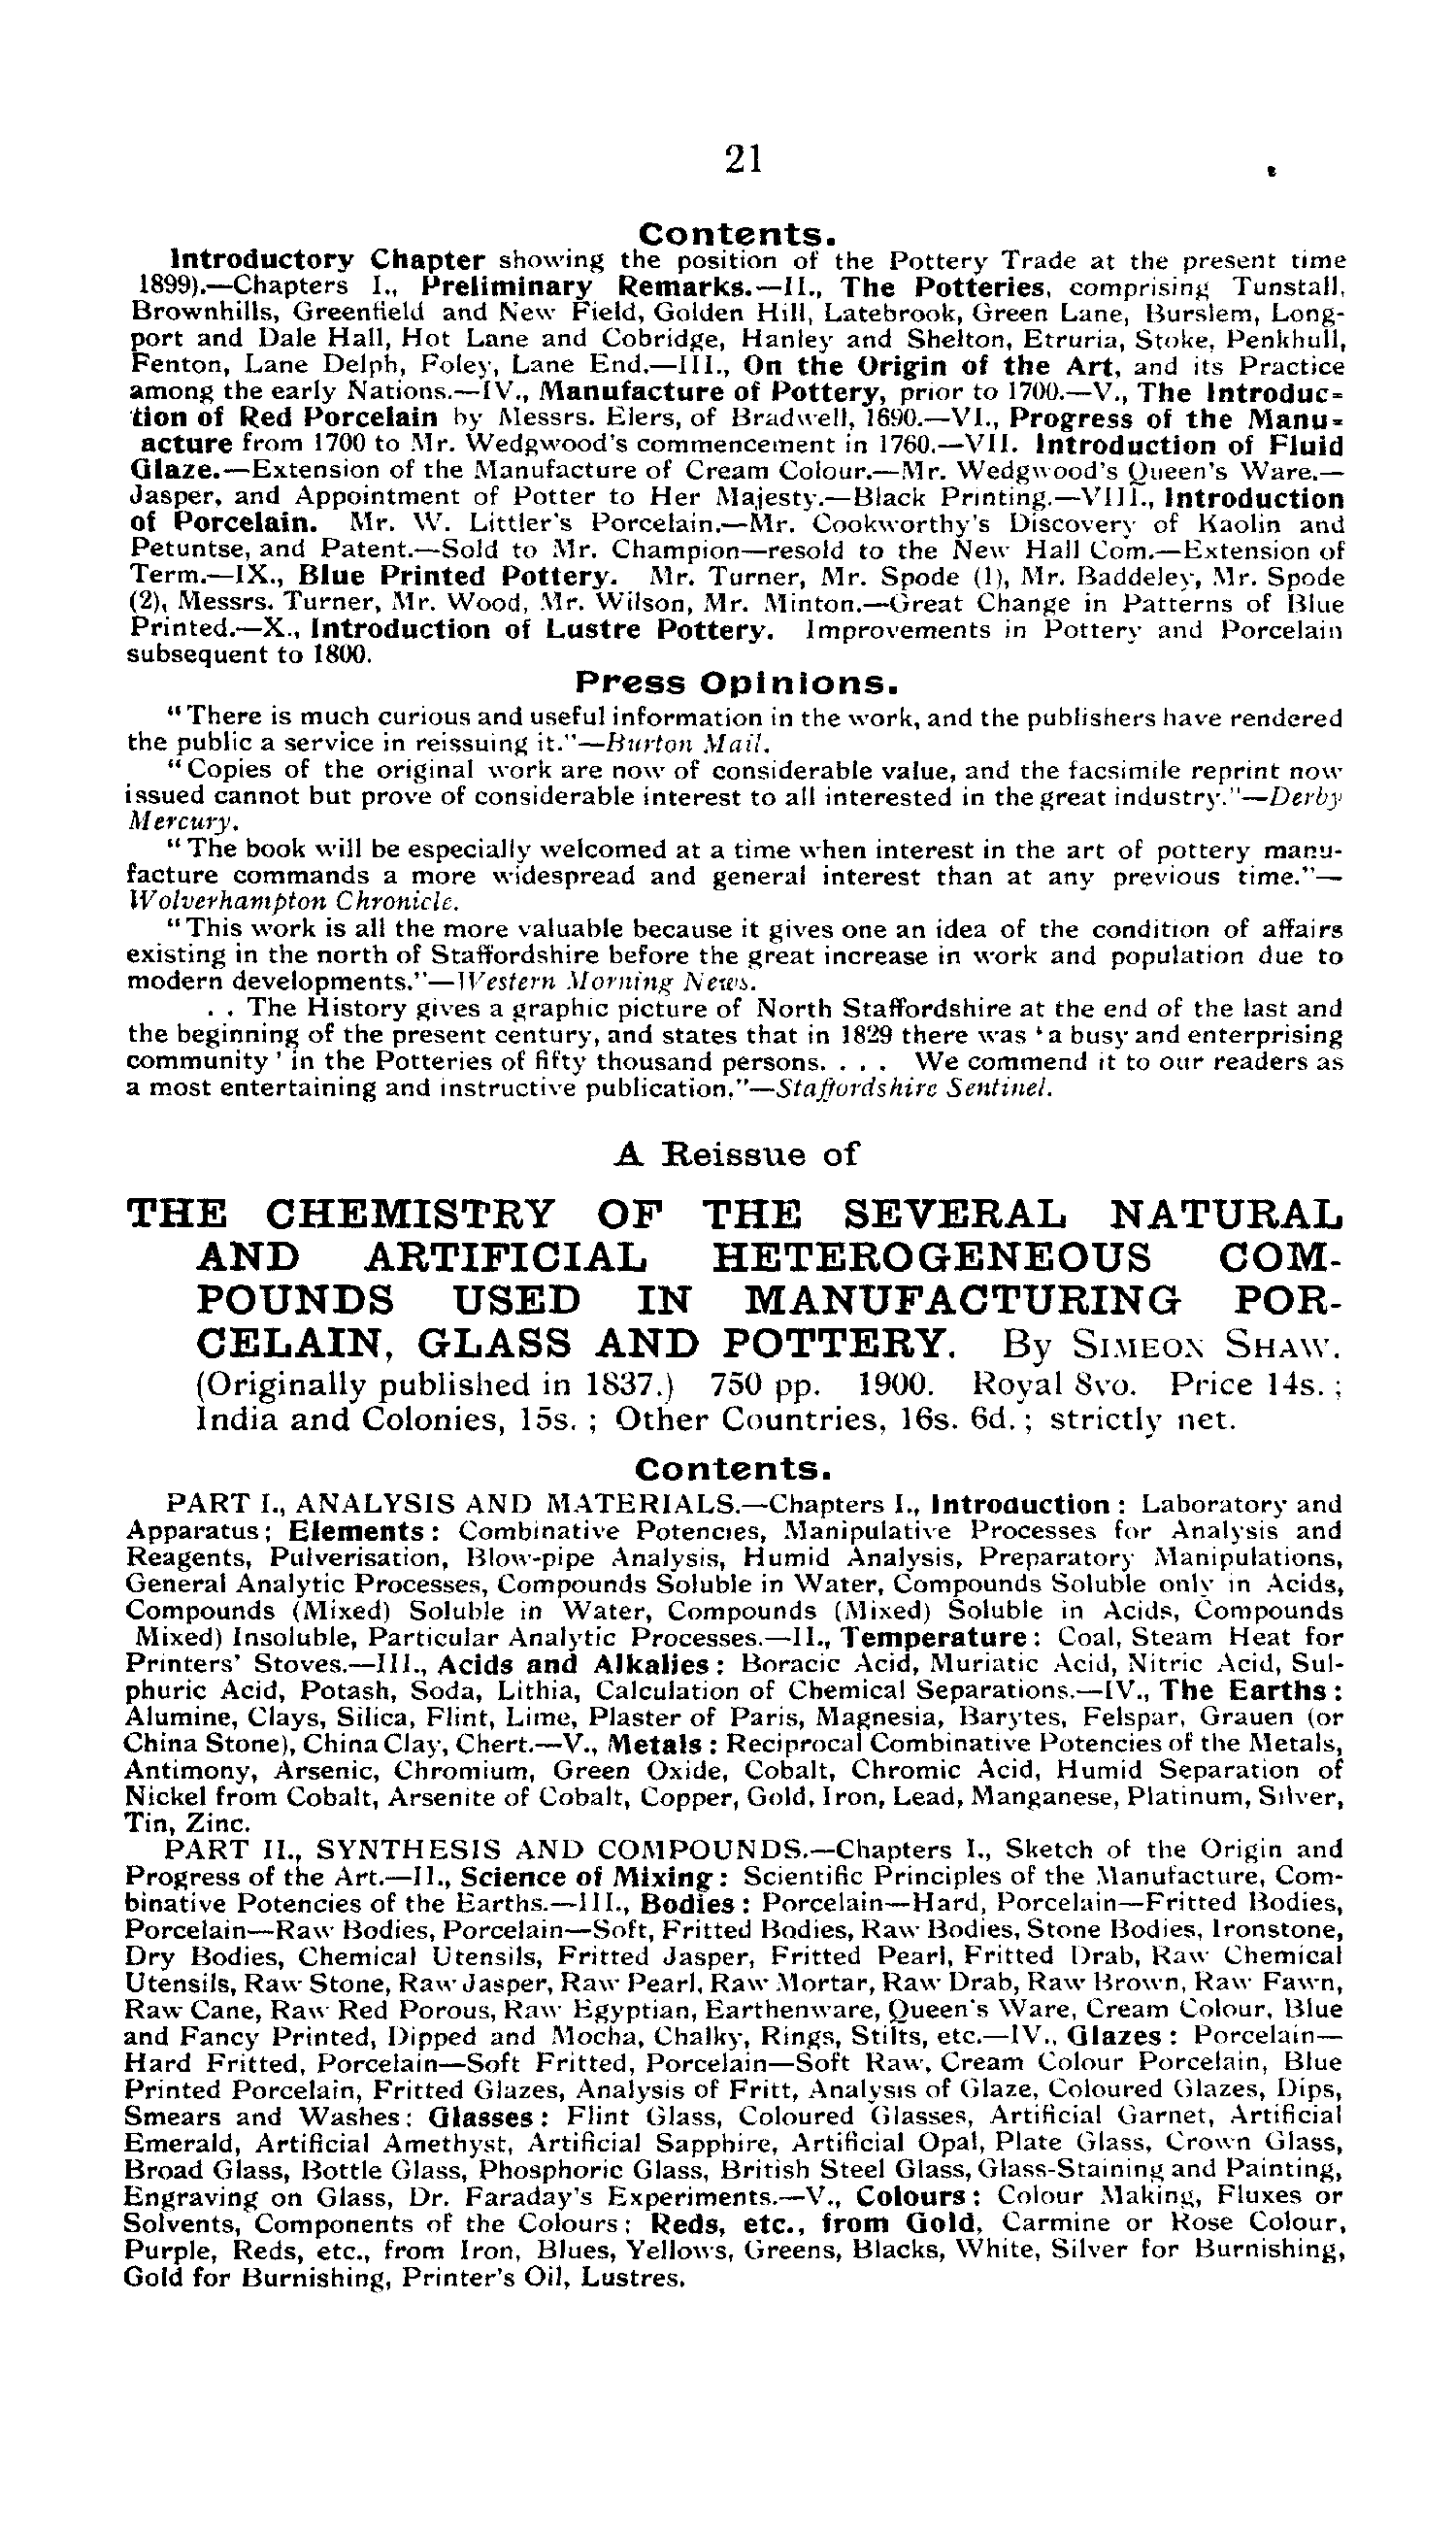 21
Contents.
Introductory Chapter showing the position of the Pottery Trade at the present time
1899).—Chapters I., Preliminary Remarks.—II., The Potteries, comprising Tunstall,
Brownhills, Greenfield and New Field, Golden Hill, Latebrook, Green Lane, Burslem, Long-
port and Dale Hall, Hot Lane and Cobridge, Hanley and Shelton, Etruria, Stoke, Penkhull,
Fenton, Lane Delph, Foley, Lane End.—III., On the Origin of the Art, and its Practice
among the early Nations.—IV., Manufacture of Pottery, prior to 1700.—V., The Introduc-
tion of Red Porcelain by Messrs. Elers, of Bradwell, 1690.—VI., Progress of the Manu-
acture from 1700 to Mr. Wedgwood's commencement in 1760.—VII. Introduction of Fluid
Glaze.—Extension of the Manufacture of Cream Colour.—Mr. Wedgwood's Queen's Ware.—
Jasper, and Appointment of Potter to Her Majesty.—Black Printing.—VIII., Introduction
of Porcelain. Mr. W. Littler's Porcelain.—Mr. Cookworthy's Discovery of Kaolin and
Petuntse, and Patent.—Sold to Mr. Champion—resold to the New Hall Com.—Extension of
Term.—IX., Blue Printed Pottery. Mr. Turner, Mr. Spode (1), Mr. Baddeley, Mr. Spode
(2), Messrs. Turner, Mr. Wood, Mr. Wilson, Mr. Minton.—Great Change in Patterns of Blue
Printed.—X., Introduction of Lustre Pottery. Improvements in Pottery and Porcelain
subsequent to 1800.
Press Opinions.
"There is much curious and useful information in the work, and the publishers have rendered
the public a service in reissuing it."—Burton Mail.
"Copies of the original work are now of considerable value, and the facsimile reprint now
issued cannot but prove of considerable interest to all interested in the great industry."—Derby
Mercury.
"The book will be especially welcomed at a time when interest in the art of pottery manu-
facture commands a more widespread and general interest than at any previous time."—
Wolverhampton Chronicle.
"This work is all the more valuable because it gives one an idea of the condition of affairs
existing in the north of Staffordshire before the great increase in work and population due to
modern developments."—Western Morning News.
. . The History gives a graphic picture of North Staffordshire at the end of the last and
the beginning of the present century, and states that in 1829 there was 'a busy and enterprising
community' in the Potteries of fifty thousand persons. . . . We commend it to our readers as
a most entertaining and instructive publication."—Staffordshire Sentinel.
A Reissue of
THE CHEMISTRY OF THE SEVERAL NATURAL
AND ARTIFICIAL HETEROGENEOUS COM-
POUNDS USED IN MANUFACTURING POR-
CELAIN, GLASS AND POTTERY. By SIMEON SHAW.
(Originally published in 1837.) 750 pp. 1900. Royal 8vo. Price 14s. ;
India and Colonies, 15s. ; Other Countries, 16s. 6d. ; strictly net.
Contents.
PART I., ANALYSIS AND MATERIALS.—Chapters I., Introduction : Laboratory and
Apparatus; Elements : Combinative Potencies, Manipulative Processes for Analysis and
Reagents, Pulverisation, Blow-pipe Analysis, Humid Analysis, Preparatory Manipulations,
General Analytic Processes, Compounds Soluble in Water, Compounds Soluble only in Acids,
Compounds (Mixed) Soluble in Water, Compounds (Mixed) Soluble in Acids, Compounds
Mixed) Insoluble, Particular Analytic Processes.—II., Temperature : Coal, Steam Heat for
Printers' Stoves.—III., Acids and Alkalies : Boracic Acid, Muriatic Acid, Nitric Acid, Sul-
phuric Acid, Potash, Soda, Lithia, Calculation of Chemical Separations.—IV., The Earths :
Alumine, Clays, Silica, Flint, Lime, Plaster of Paris, Magnesia, Barytes, Felspar, Grauen (or
China Stone), China Clay, Chert.—V., Metals : Reciprocal Combinative Potencies of the Metals,
Antimony, Arsenic, Chromium, Green Oxide, Cobalt, Chromic Acid, Humid Separation of
Nickel from Cobalt, Arsenite of Cobalt, Copper, Gold, Iron, Lead, Manganese, Platinum, Silver,
Tin, Zinc.
PART II., SYNTHESIS AND COMPOUNDS.—Chapters I., Sketch of the Origin and
Progress of the Art.—II., Science of Mixing : Scientific Principles of the Manufacture, Com-
binative Potencies of the Earths.—III., Bodies : Porcelain—Hard, Porcelain—Fritted Bodies,
Porcelain—Raw Bodies, Porcelain—Soft, Fritted Bodies, Raw Bodies, Stone Bodies, Ironstone,
Dry Bodies, Chemical Utensils, Fritted Jasper, Fritted Pearl, Fritted Drab, Raw Chemical
Utensils, Raw Stone, Raw Jasper, Raw Pearl, Raw Mortar, Raw Drab, Raw Brown, Raw Fawn,
Raw Cane, Raw Red Porous, Raw Egyptian, Earthenware, Queen's Ware, Cream Colour, Blue
and Fancy Printed, Dipped and Mocha, Chalky, Rings, Stilts, etc.—IV., Glazes : Porcelain—
Hard Fritted, Porcelain—Soft Fritted, Porcelain—Soft Raw, Cream Colour Porcelain, Blue
Printed Porcelain, Fritted Glazes, Analysis of Fritt, Analysis of Glaze, Coloured Glazes, Dips,
Smears and Washes; Glasses : Flint Glass, Coloured Glasses, Artificial Garnet, Artificial
Emerald, Artificial Amethyst, Artificial Sapphire, Artificial Opal, Plate Glass, Crown Glass,
Broad Glass, Bottle Glass, Phosphoric Glass, British Steel Glass, Glass-Staining and Painting,
Engraving on Glass, Dr. Faraday's Experiments.—V., Colours : Colour Making, Fluxes or
Solvents, Components of the Colours; Reds, etc., from Gold, Carmine or Rose Colour,
Purple, Reds, etc., from Iron, Blues, Yellows, Greens, Blacks, White, Silver for Burnishing,
Gold for Burnishing, Printer's Oil, Lustres.